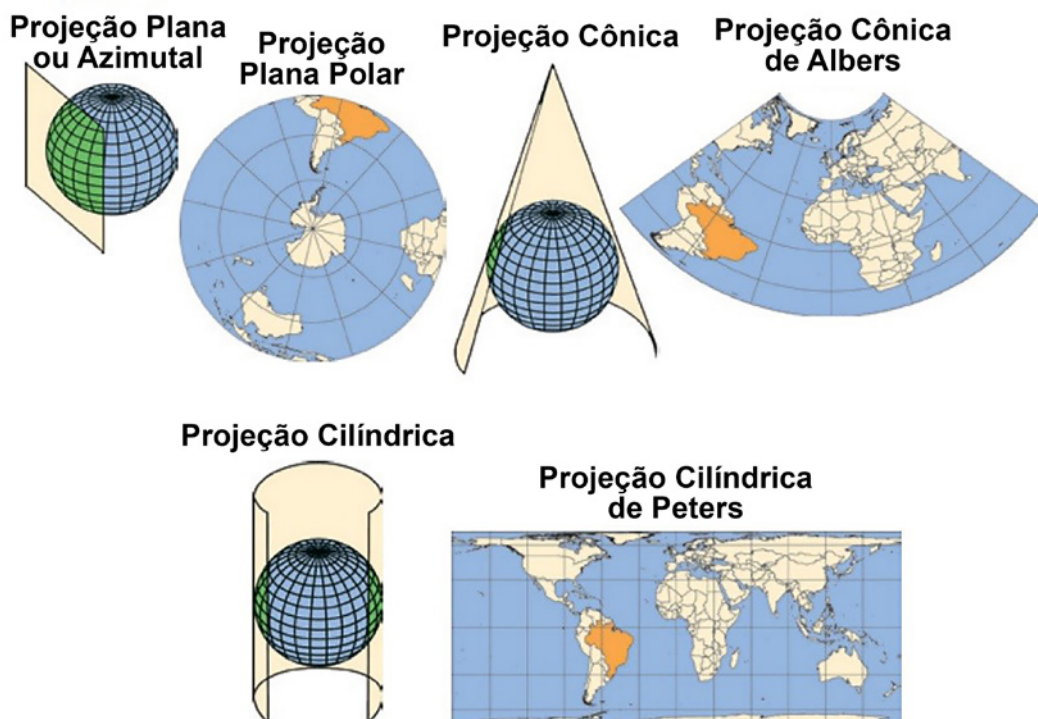 Projeção Plana
ou Azimutal
Projeção
Plana Polar
Projeção Cônica
Projeção Cônica
de Albers
Projeção Cilíndrica
Projeção Cilíndrica
de Peters